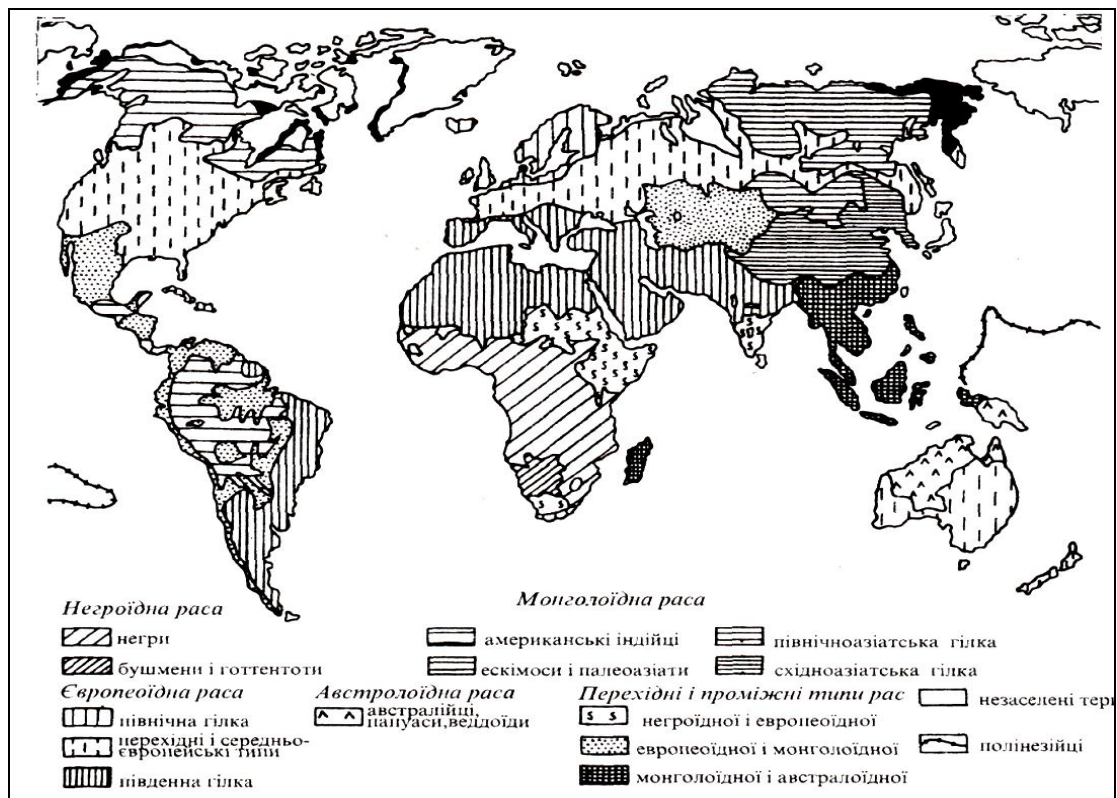 Негроїдна раса
Монголоїдна раса
негри
американські індійці
північноазіатська гілка
бушмени і готтентоти
ескімоси і палеоазіати
східноазіатська гілка
Європеоїдна раса
Австролоїдна раса
Перехідні і проміжні типи рас
незаселені тери
північна гілка
австралійці,
папуаси,веддоїди
негроїдної і европеоїдної
перехідні і середньо-
європейські типи
европеоїдної і монголоїдної
полінезійці
південна гілка
монголоїдної і австралоїдної